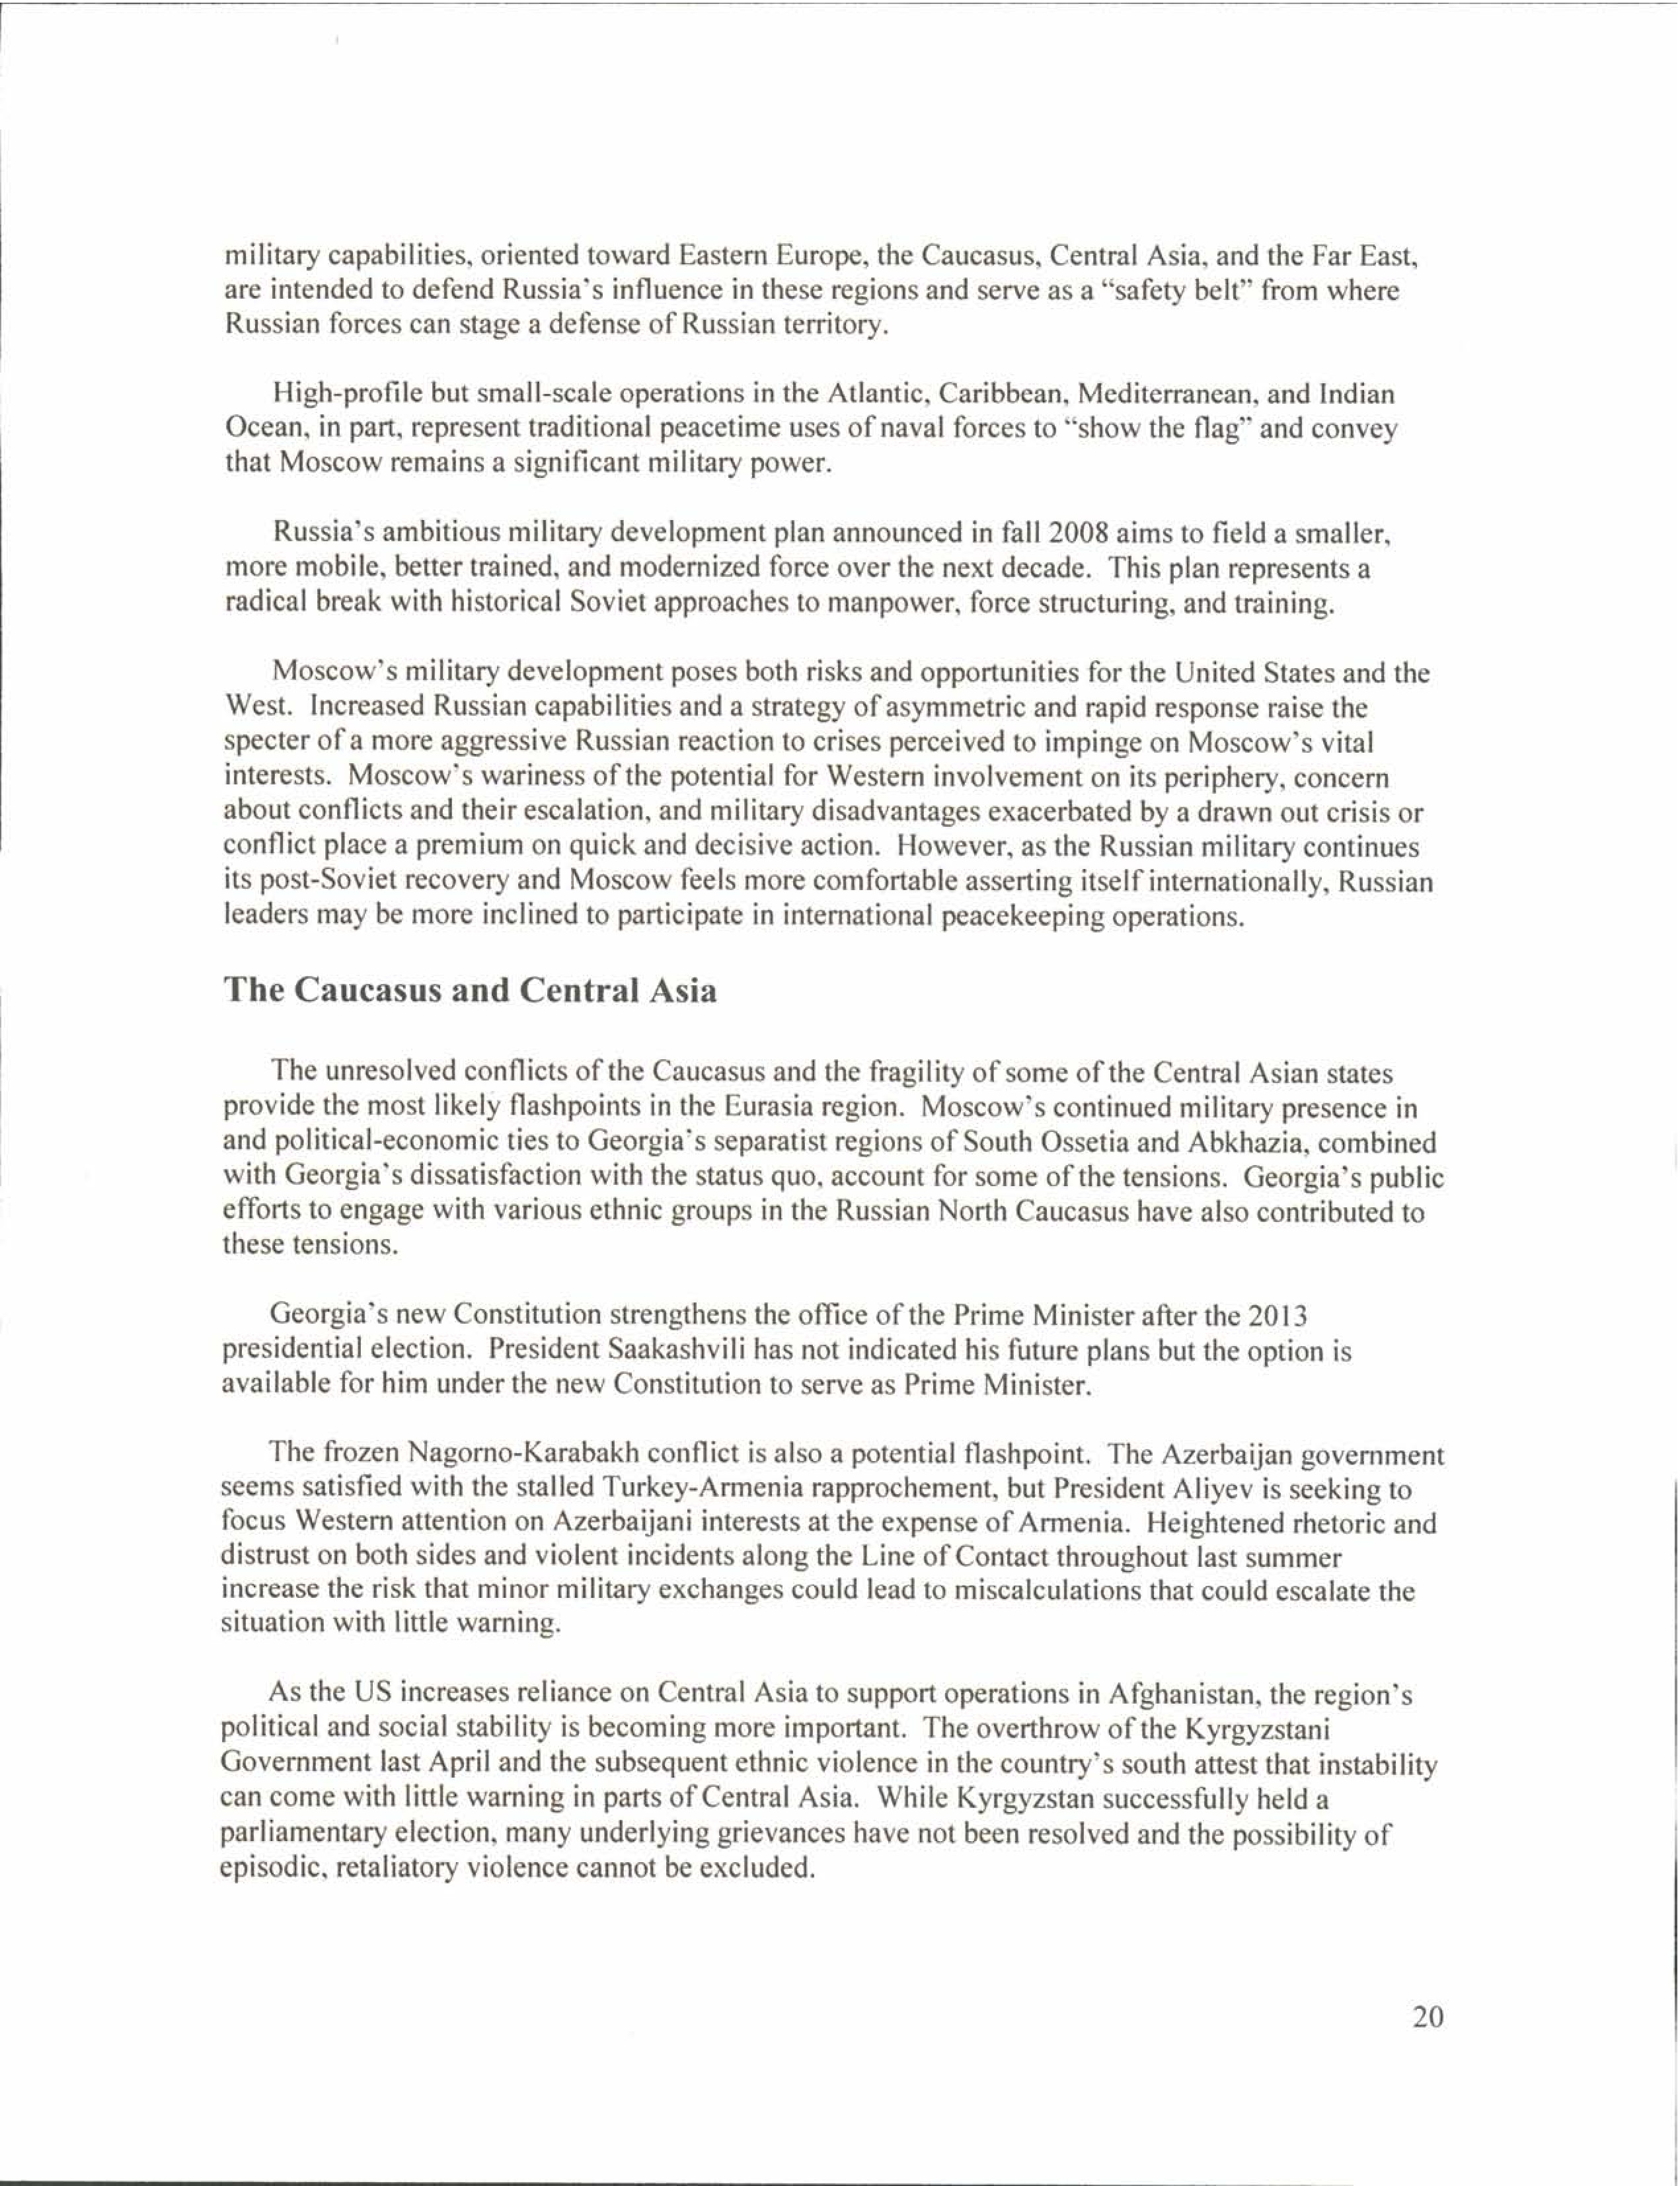 military capabilities, oriented toward Eastern Europe, the Caucasus, Central Asia, and the Far East,
are intended to defend Russia's influence in these regions and serve as a “safety belt” from where
Russian forces can stage a defense of Russian territory.
High-profile but small-scale operations in the Atlantic, Caribbean, Mediterranean, and Indian
Ocean, in part, represent traditional peacetime uses of naval forces to “show the flag” and convey
that Moscow remains a significant military power.
Russia's ambitious military development plan announced in fall 2008 aims to field a smaller,
more mobile, better trained, and modernized force over the next decade. This plan represents a
radical break with historical Soviet approaches to manpower, force structuring, and training.
Moscow's military development poses both risks and opportunities for the United States and the
West. Increased Russian capabilities and a strategy of asymmetric and rapid response raise the
specter of a more aggressive Russian reaction to crises perceived to impinge on Moscow's vital
interests. Moscow's wariness of the potential for Western involvement on its periphery, concern
about conflicts and their escalation, and military disadvantages exacerbated by a drawn out crisis or
conflict place a premium on quick and decisive action. However, as the Russian military continues
its post-Soviet recovery and Moscow feels more comfortable asserting itself internationally, Russian
leaders may be more inclined to participate in international peacekeeping operations.
The Caucasus and Central Asia
The unresolved conflicts of the Caucasus and the fragility of some of the Central Asian states
provide the most likely flashpoints in the Eurasia region. Moscow's continued military presence in
and political-economic ties to Georgia's separatist regions of South Ossetia and Abkhazia, combined
with Georgia's dissatisfaction with the status quo, account for some of the tensions. Georgia's public
efforts to engage with various ethnic groups in the Russian North Caucasus have also contributed to
these tensions.
Georgia's new Constitution strengthens the office of the Prime Minister after the 2013
presidential election. President Saakashvili has not indicated his future plans but the option is
available for him under the new Constitution to serve as Prime Minister.
The frozen Nagorno-Karabakh conflict is also a potential flashpoint. The Azerbaijan government
seems satisfied with the stalled Turkey-Armenia rapprochement, but President Aliyev is seeking to
focus Western attention on Azerbaijani interests at the expense of Armenia. Heightened rhetoric and
distrust on both sides and violent incidents along the Line of Contact throughout last summer
increase the risk that minor military exchanges could lead to miscalculations that could escalate the
situation with little warning.
As the US increases reliance on Central Asia to support operations in Afghanistan, the region's
political and social stability is becoming more important. The overthrow of the Kyrgyzstani
Government last April and the subsequent ethnic violence in the country's south attest that instability
can come with little warning in parts of Central Asia. While Kyrgyzstan successfully held a
parliamentary election, many underlying grievances have not been resolved and the possibility of
episodic, retaliatory violence cannot be excluded.
20